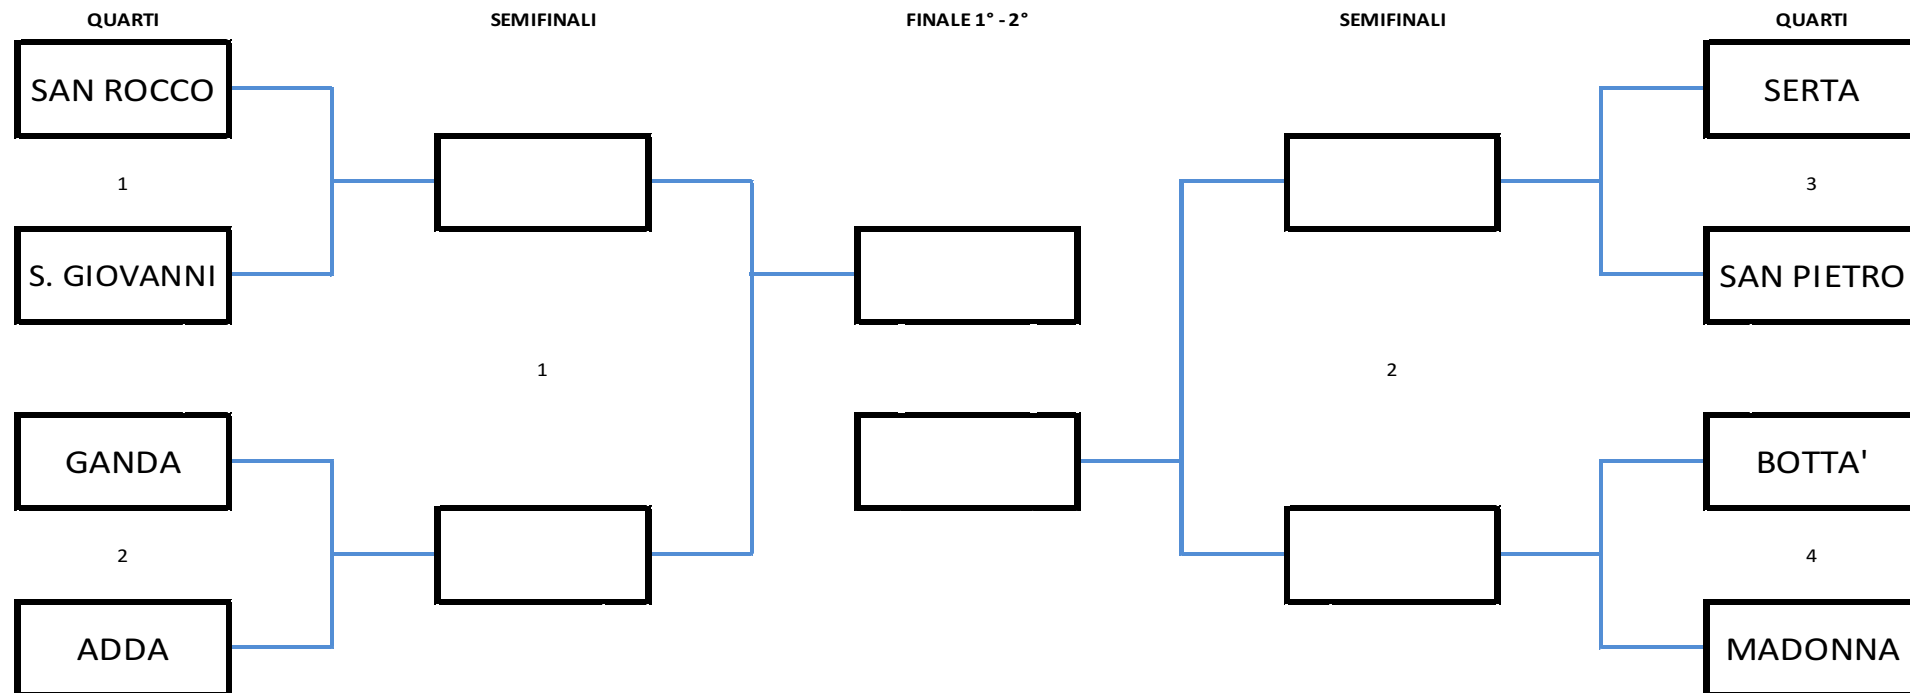 QUARTI SEMIFINALI FINALE 1° - 2° SEMIFINALI QUARTI
SAN ROCCO SERTA
1 3
S. GIOVANNI SAN PIETRO
1 2
GANDA BOTTA'
2 4
ADDA MADONNA